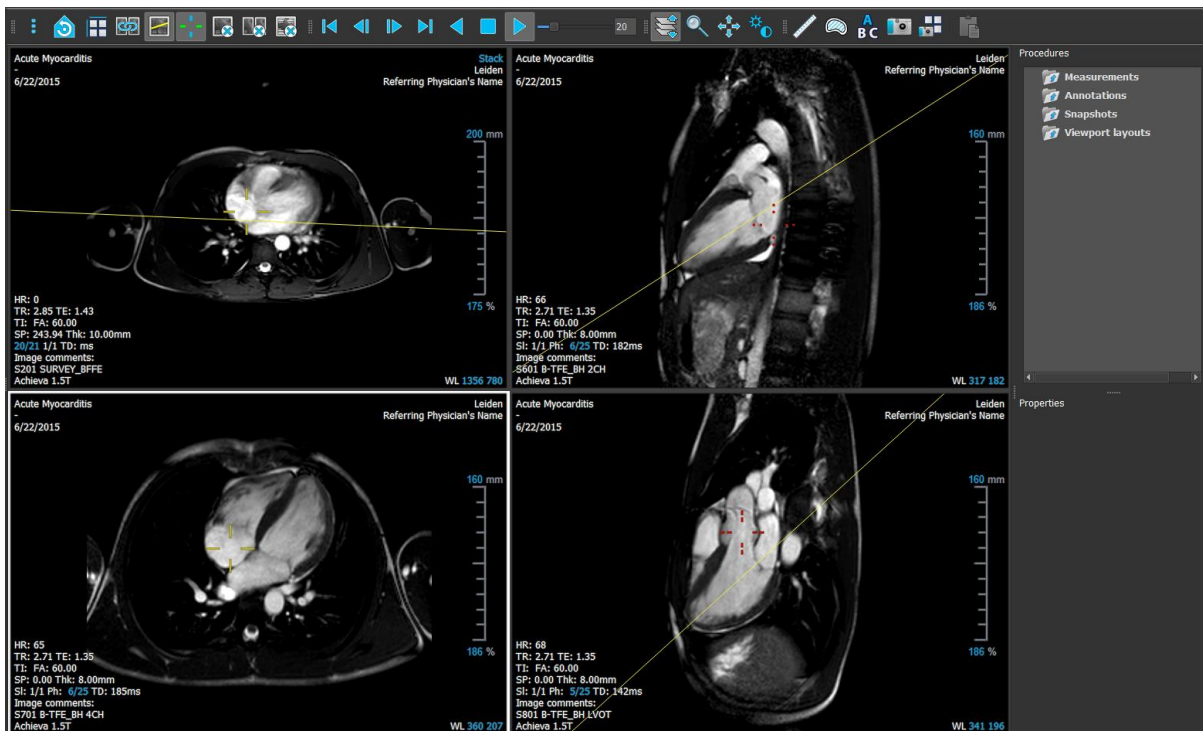 20
A
B C
Acute Myocarditis
-
6/22/2015
Stack
Leiden
Referring Physician's Name
200 mm
175 %
HR: 0
TR: 2.85 TE: 1.43
TI: FA: 60.00
SP: 243.94 Thk: 10.00mm
20/21 1/1 TD: ms
Image comments:
S201 SURVEY_BFFE
Achieva 1.5T
WL 1356 780
Acute Myocarditis
-
6/22/2015
Leiden
Referring Physician's Name
160 mm
186 %
HR: 66
TR: 2.71 TE: 1.35
TI: FA: 60.00
SP: 0.00 Thk: 8.00mm
Sl: 1/1 Ph: 6/25 TD: 182ms
Image comments:
S601 B-TFE_BH 2CH
Achieva 1.5T
WL 317 182
Acute Myocarditis
-
6/22/2015
Leiden
Referring Physician's Name
160 mm
186 %
HR: 65
TR: 2.71 TE: 1.35
TI: FA: 60.00
SP: 0.00 Thk: 8.00mm
Sl: 1/1 Ph: 6/25 TD: 185ms
Image comments:
S701 B-TFE_BH 4CH
Achieva 1.5T
WL 360 207
Acute Myocarditis
-
6/22/2015
Leiden
Referring Physician's Name
160 mm
186 %
HR: 68
TR: 2.71 TE: 1.35
TI: FA: 60.00
SP: 0.00 Thk: 8.00mm
Sl: 1/1 Ph: 5/25 TD: 142ms
Image comments:
S801 B-TFE_BH LVOT
Achieva 1.5T
WL 341 196
Procedures
Measurements
Annotations
Snapshots
Viewport layouts
Properties